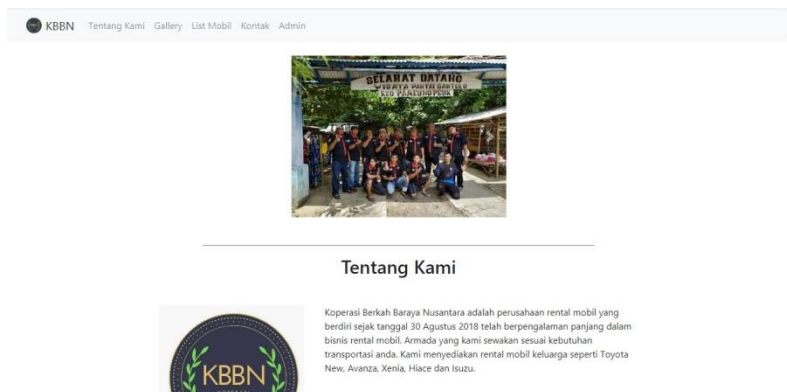 KBBN Tentang Kami Gallery List Mobil Kontak Admin
SELAMAT DATANG
Tentang Kami
Koperasi Berkah Baraya Nusantara adalah perusahaan rental mobil yang
berdiri sejak tanggal 30 Agustus 2018 telah berpengalaman panjang dalam
bisnis rental mobil. Armada yang kami sewakan sesuai kebutuhan
transportasi anda. Kami menyediakan rental mobil keluarga seperti Toyota
New, Avanza, Xenia, Hiace dan Isuzu.
KBBN